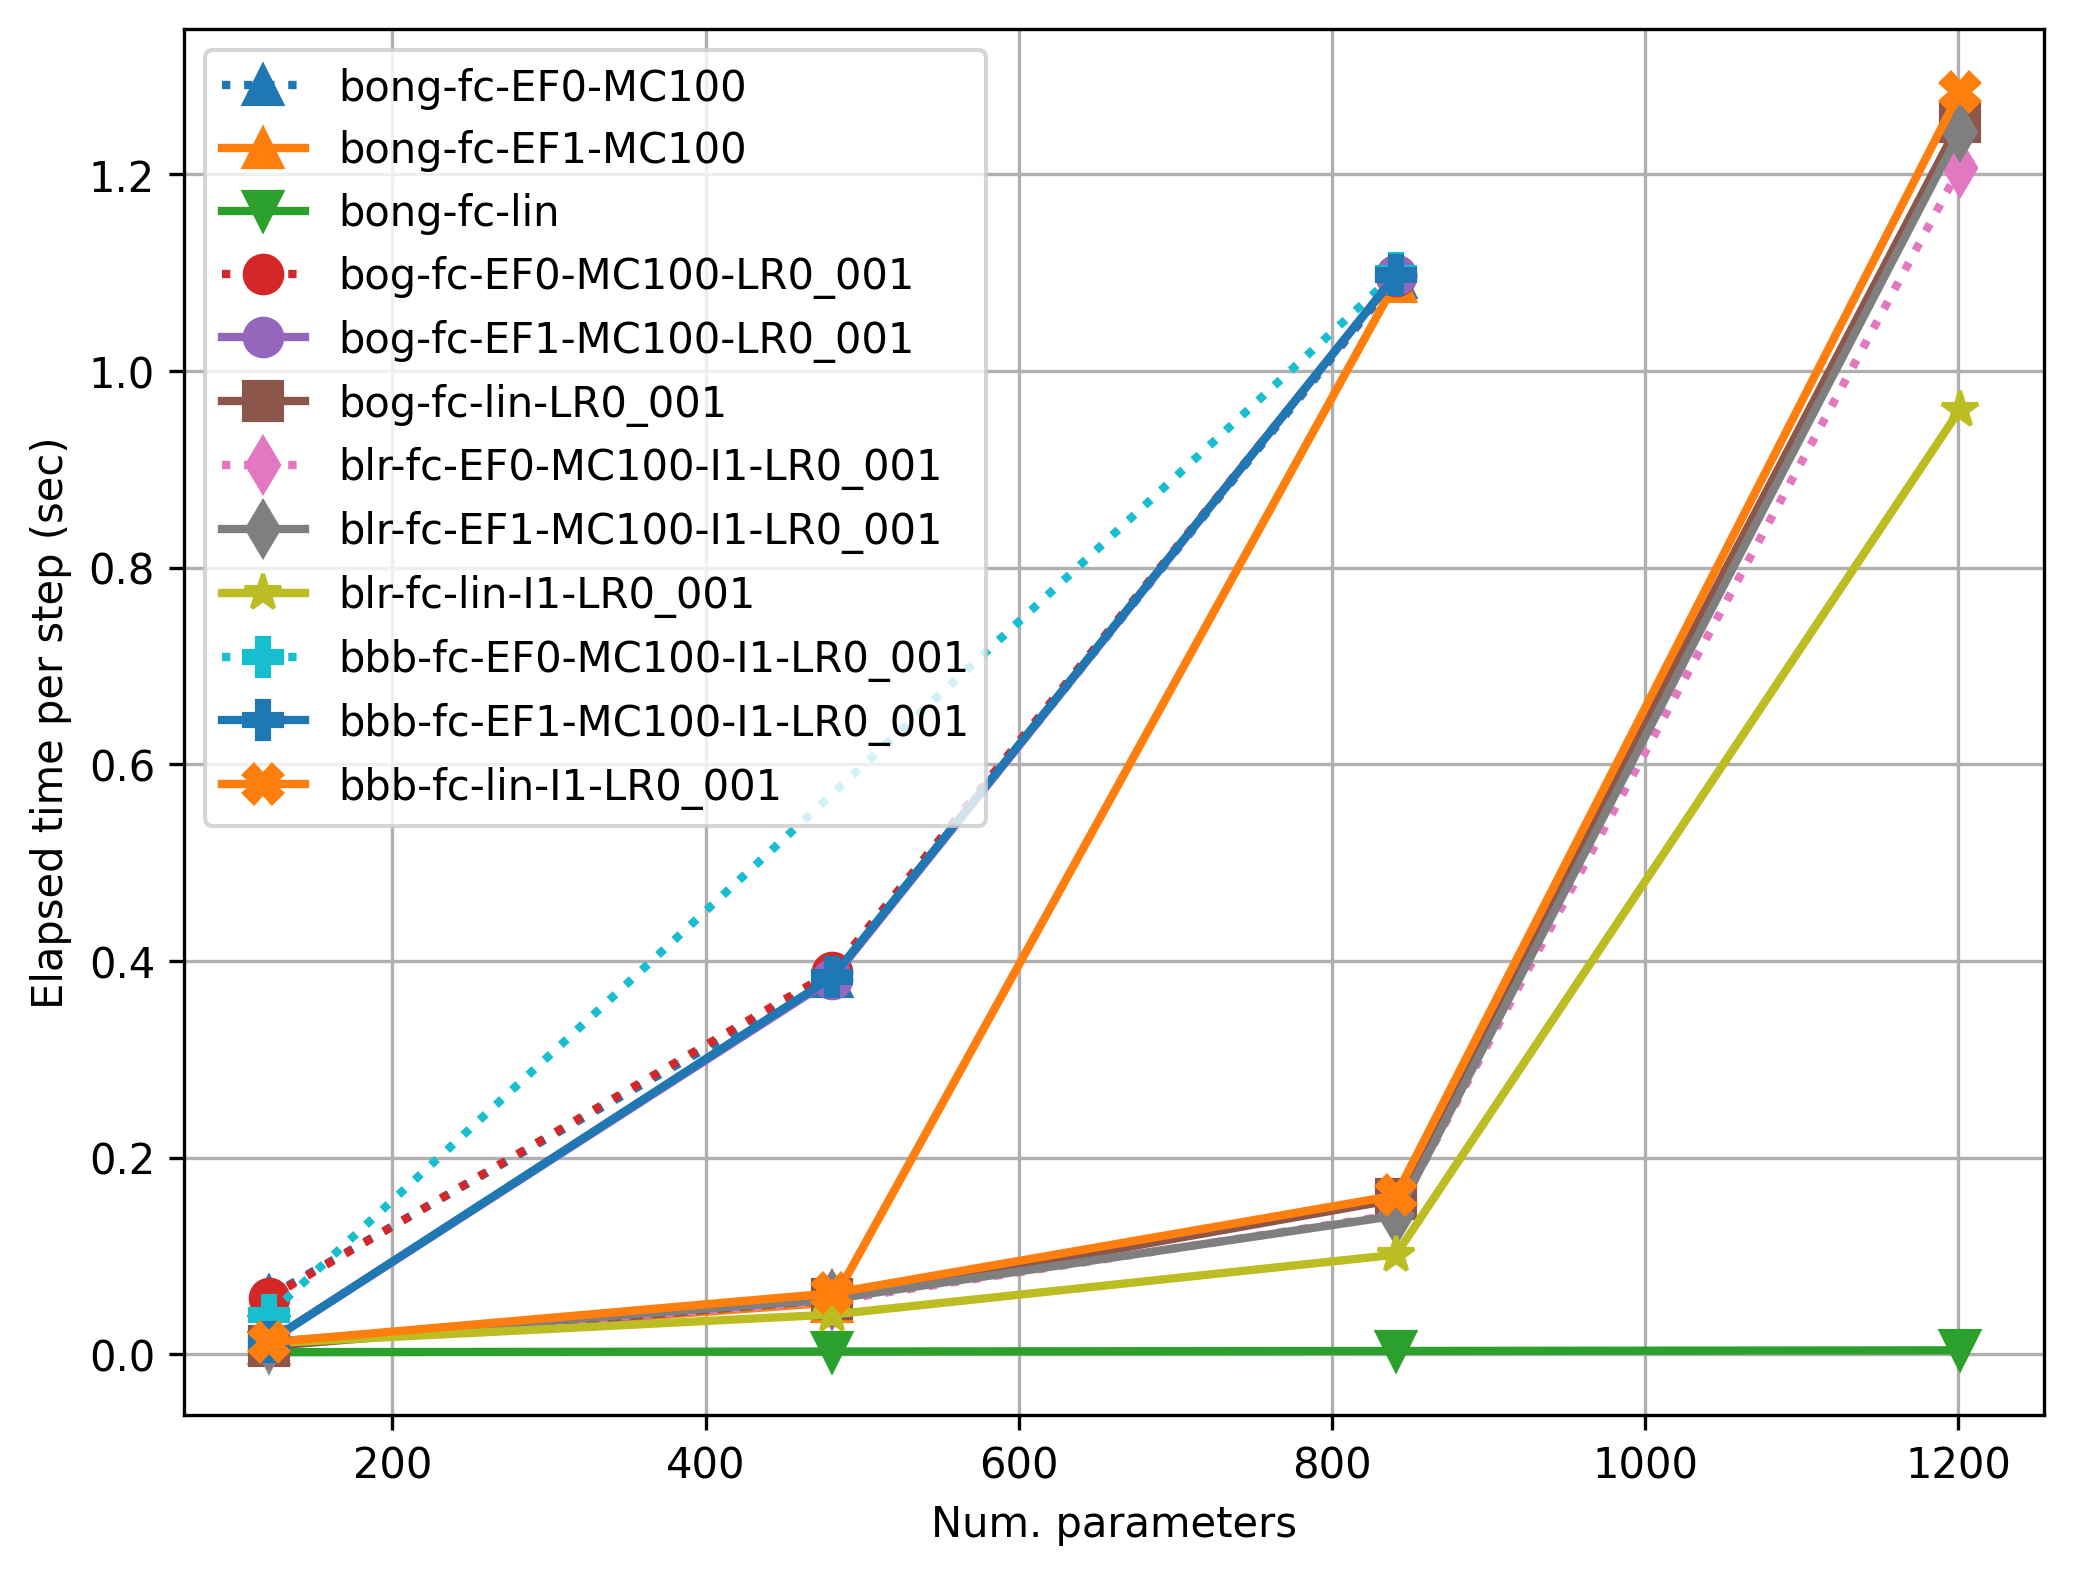 bong-fc-EF0-MC100
bong-fc-EF1-MC100
bong-fc-lin
bog-fc-EF0-MC100-LR0_001
bog-fc-EF1-MC100-LR0_001
bog-fc-lin-LR0_001
blr-fc-EF0-MC100-I1-LR0_001
blr-fc-EF1-MC100-I1-LR0_001
blr-fc-lin-I1-LR0_001
bbb-fc-EF0-MC100-I1-LR0_001
bbb-fc-EF1-MC100-I1-LR0_001
bbb-fc-lin-I1-LR0_001
Elapsed time per step (sec)
1.2
1.0
0.8
0.6
0.4
0.2
0.0
200 400 600 800 1000 1200
Num. parameters